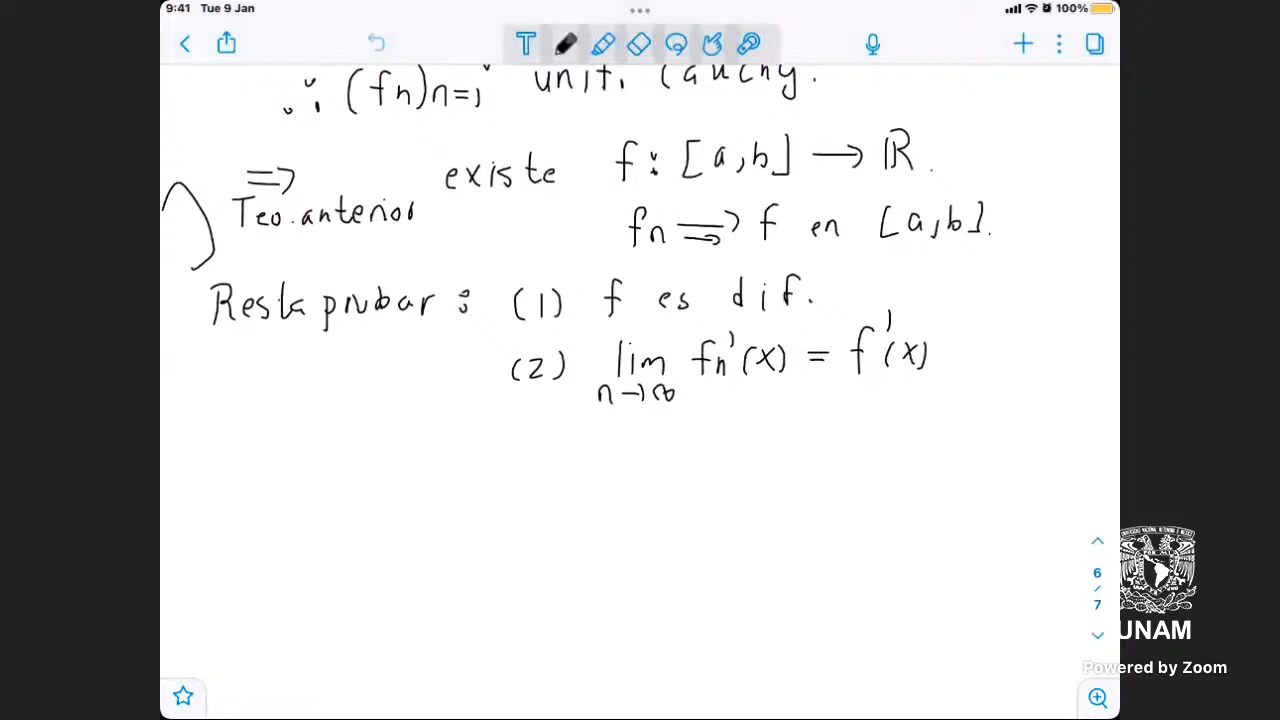 9:41 Tue 9 Jan 100%
∴ (fn)n=1 unif. Cauchy.
⟹ existe f: [a,b] → ℝ.
Teo. anterior fn ⇉ f en [a,b].
Resta probar: (1) f es dif.
(2) lim fn'(x) = f'(x)
n→∞
6
/
7
UNAM
Powered by Zoom